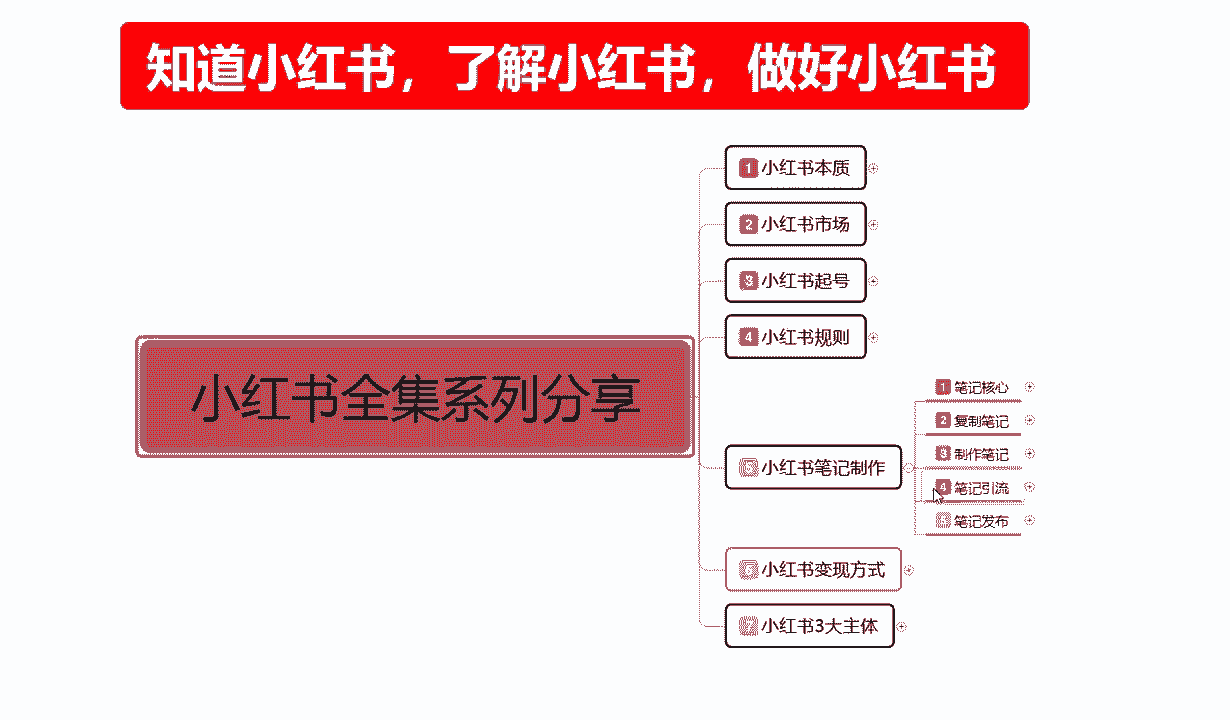 知道小红书，了解小红书，做好小红书
小红书全集系列分享
1 小红书本质
2 小红书市场
3 小红书起号
4 小红书规则
5 小红书笔记制作
1 笔记核心
2 复制笔记
3 制作笔记
4 笔记引流
5 笔记发布
6 小红书变现方式
7 小红书3大主体